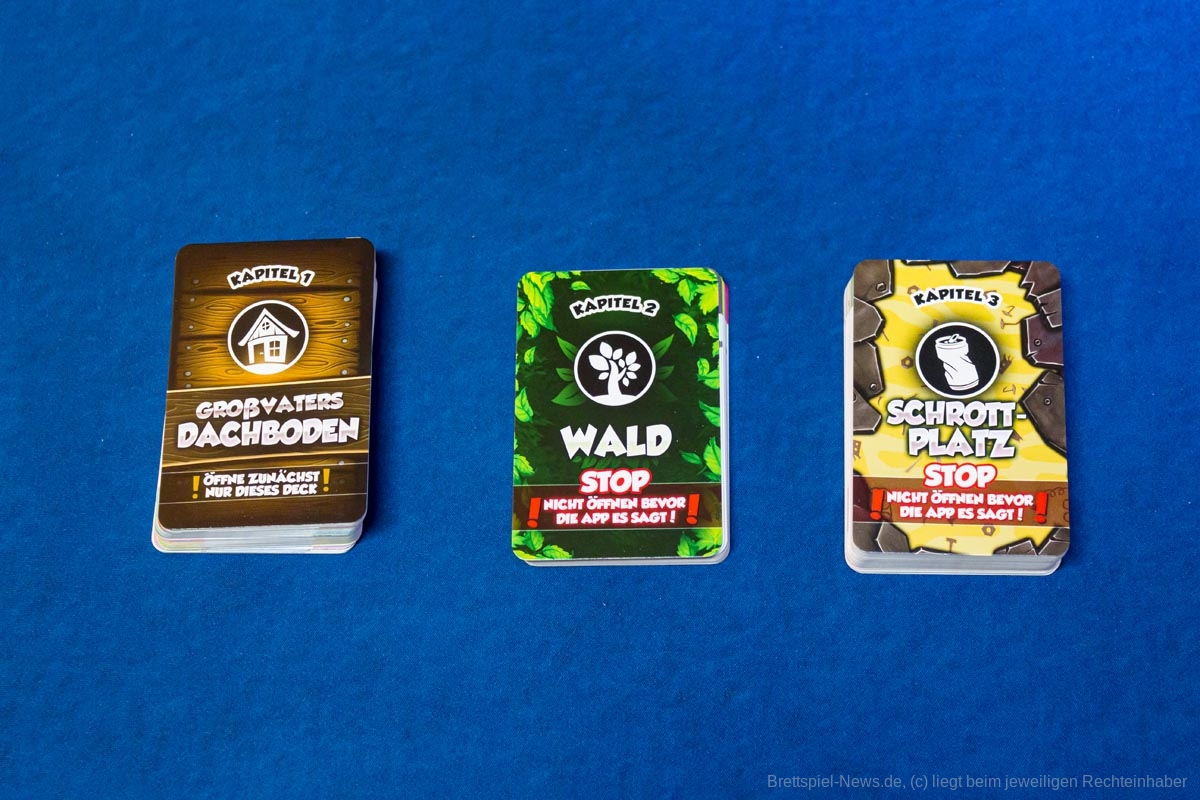 KAPITEL 1
GROßVATERS
DACHBODEN
! ÖFFNE ZUNÄCHST !
NUR DIESES DECK
KAPITEL 2
WALD
STOP
! NICHT ÖFFNEN BEVOR !
DIE APP ES SAGT !
KAPITEL 3
SCHROTT-
PLATZ
STOP
! NICHT ÖFFNEN BEVOR !
DIE APP ES SAGT !
Brettspiel-News.de, (c) liegt beim jeweiligen Rechteinhaber